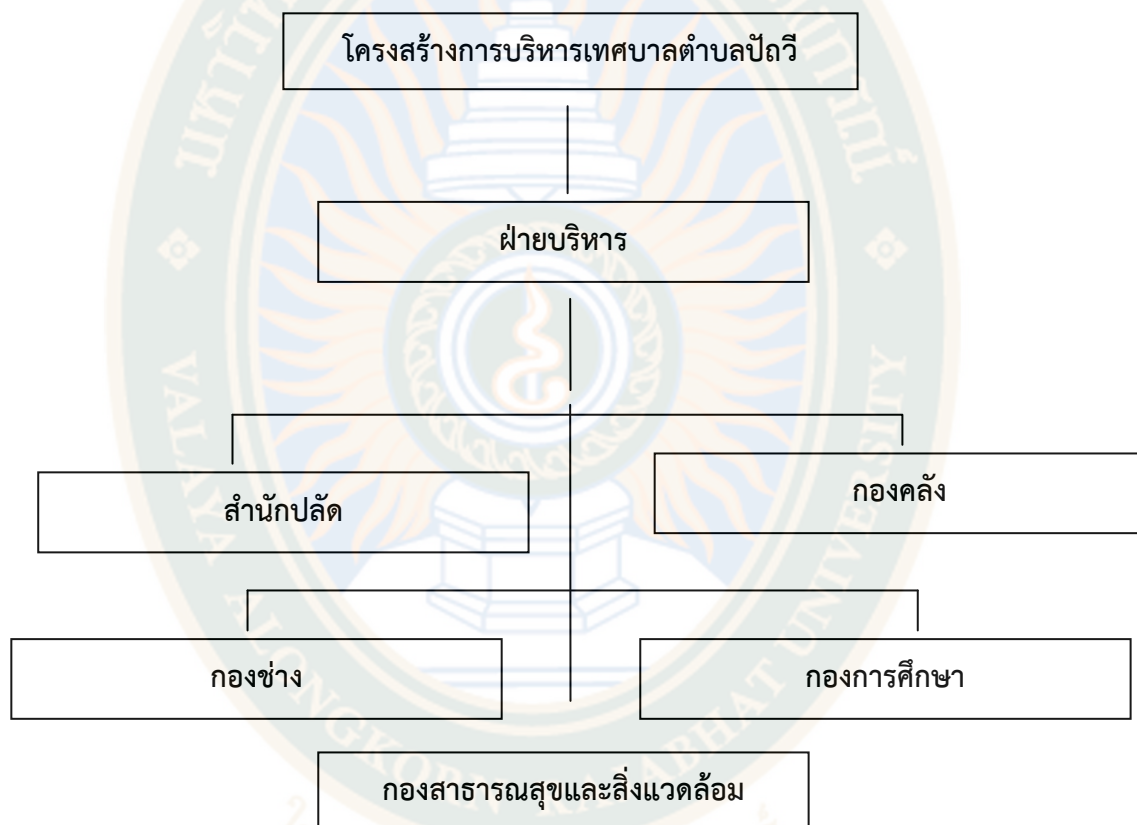 โครงสร้างการบริหารเทศบาลตำบลปัถวี
ฝ่ายบริหาร
สำนักปลัด
กองคลัง
กองช่าง
กองการศึกษา
กองสาธารณสุขและสิ่งแวดล้อม
VALAYA ALONGKORN RAJABHAT UNIVERSITY